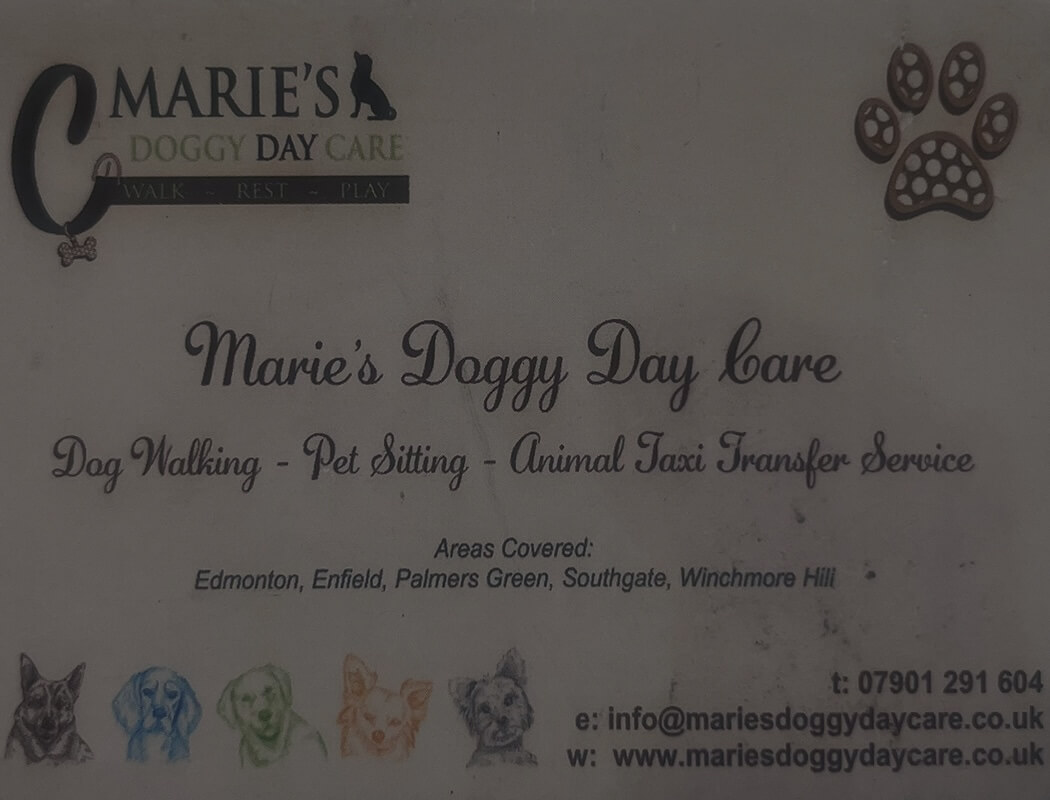 MARIE'S
DOGGY DAY CARE
WALK ~ REST ~ PLAY
Marie's Doggy Day Care
Dog Walking - Pet Sitting - Animal Taxi Transfer Service
Areas Covered:
Edmonton, Enfield, Palmers Green, Southgate, Winchmore Hill
t: 07901 291 604
e: info@mariesdoggydaycare.co.uk
w: www.mariesdoggydaycare.co.uk